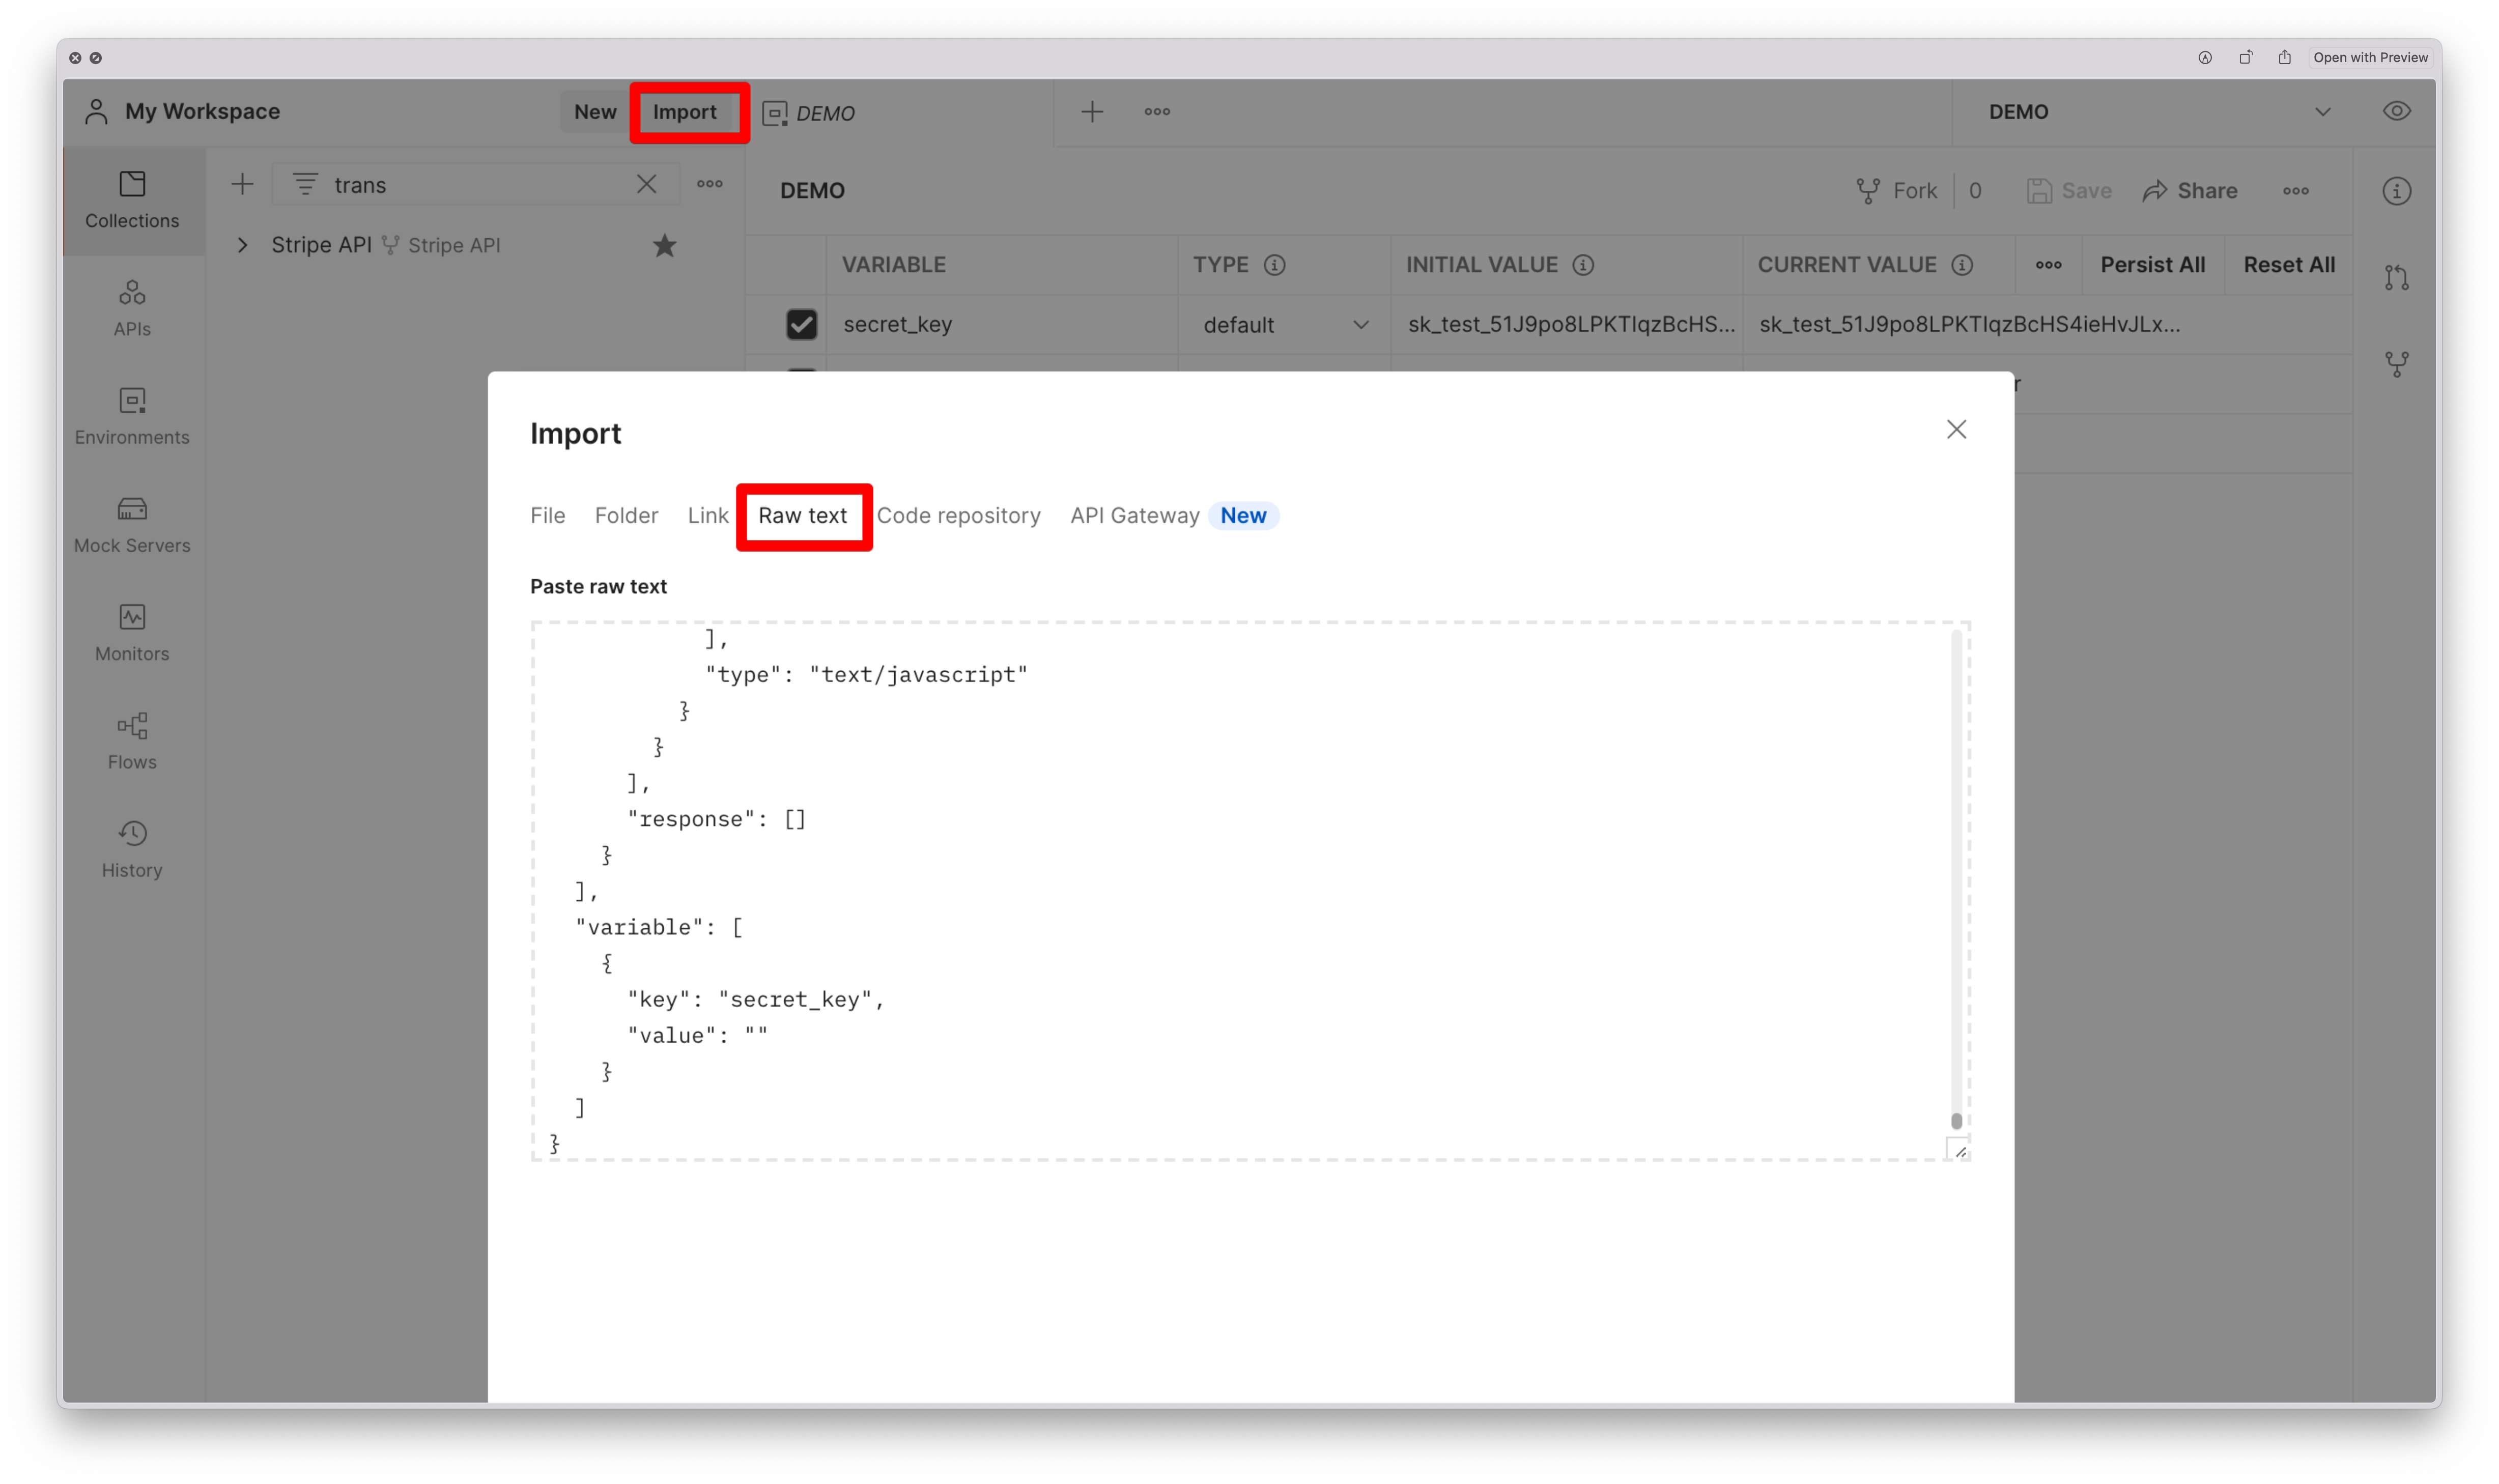 Open with Preview
My Workspace
New
Import
DEMO
DEMO
Collections
APIs
Environments
Mock Servers
Monitors
Flows
History
trans
Stripe API Stripe API
DEMO
Fork 0 Save Share
VARIABLE TYPE INITIAL VALUE CURRENT VALUE Persist All Reset All
secret_key default sk_test_51J9po8LPKTIqzBcHS... sk_test_51J9po8LPKTIqzBcHS4ieHvJLx...
r
Import
File Folder Link Raw text Code repository API Gateway New
Paste raw text
],
"type": "text/javascript"
}
}
],
"response": []
}
],
"variable": [
{
"key": "secret_key",
"value": ""
}
]
}